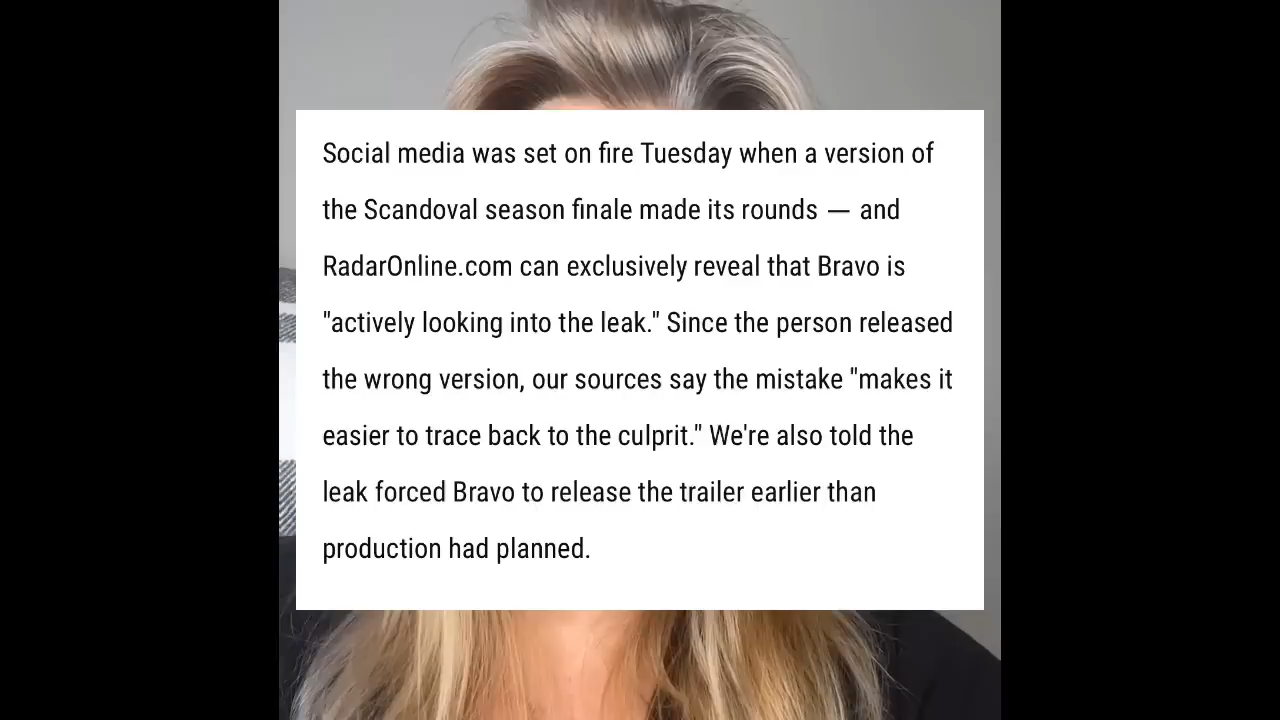 Social media was set on fire Tuesday when a version of
the Scandoval season finale made its rounds — and
RadarOnline.com can exclusively reveal that Bravo is
"actively looking into the leak." Since the person released
the wrong version, our sources say the mistake "makes it
easier to trace back to the culprit." We're also told the
leak forced Bravo to release the trailer earlier than
production had planned.